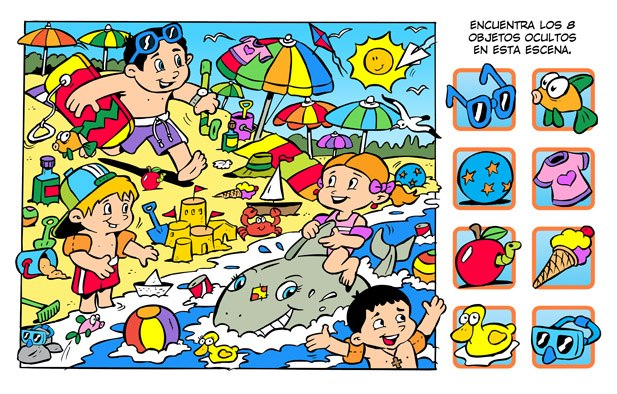 ENCUENTRA LOS 8
OBJETOS OCULTOS
EN ESTA ESCENA.